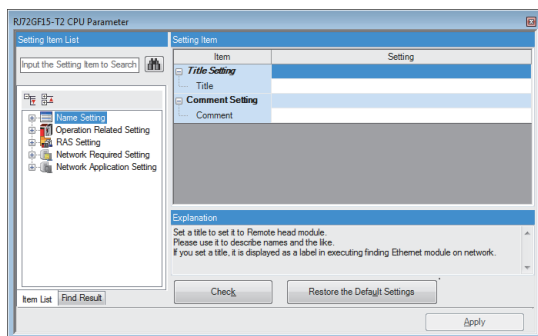 RJ72GF15-T2 CPU Parameter
Setting Item List
Input the Setting Item to Search
Name Setting
Operation Related Setting
RAS Setting
Network Required Setting
Network Application Setting
Item List
Find Result
Setting Item
Item
Setting
Title Setting
Title
Comment Setting
Comment
Explanation
Set a title to set it to Remote head module.
Please use it to describe names and the like.
If you set a title, it is displayed as a label in executing finding Ethernet module on network.
Check
Restore the Default Settings
Apply